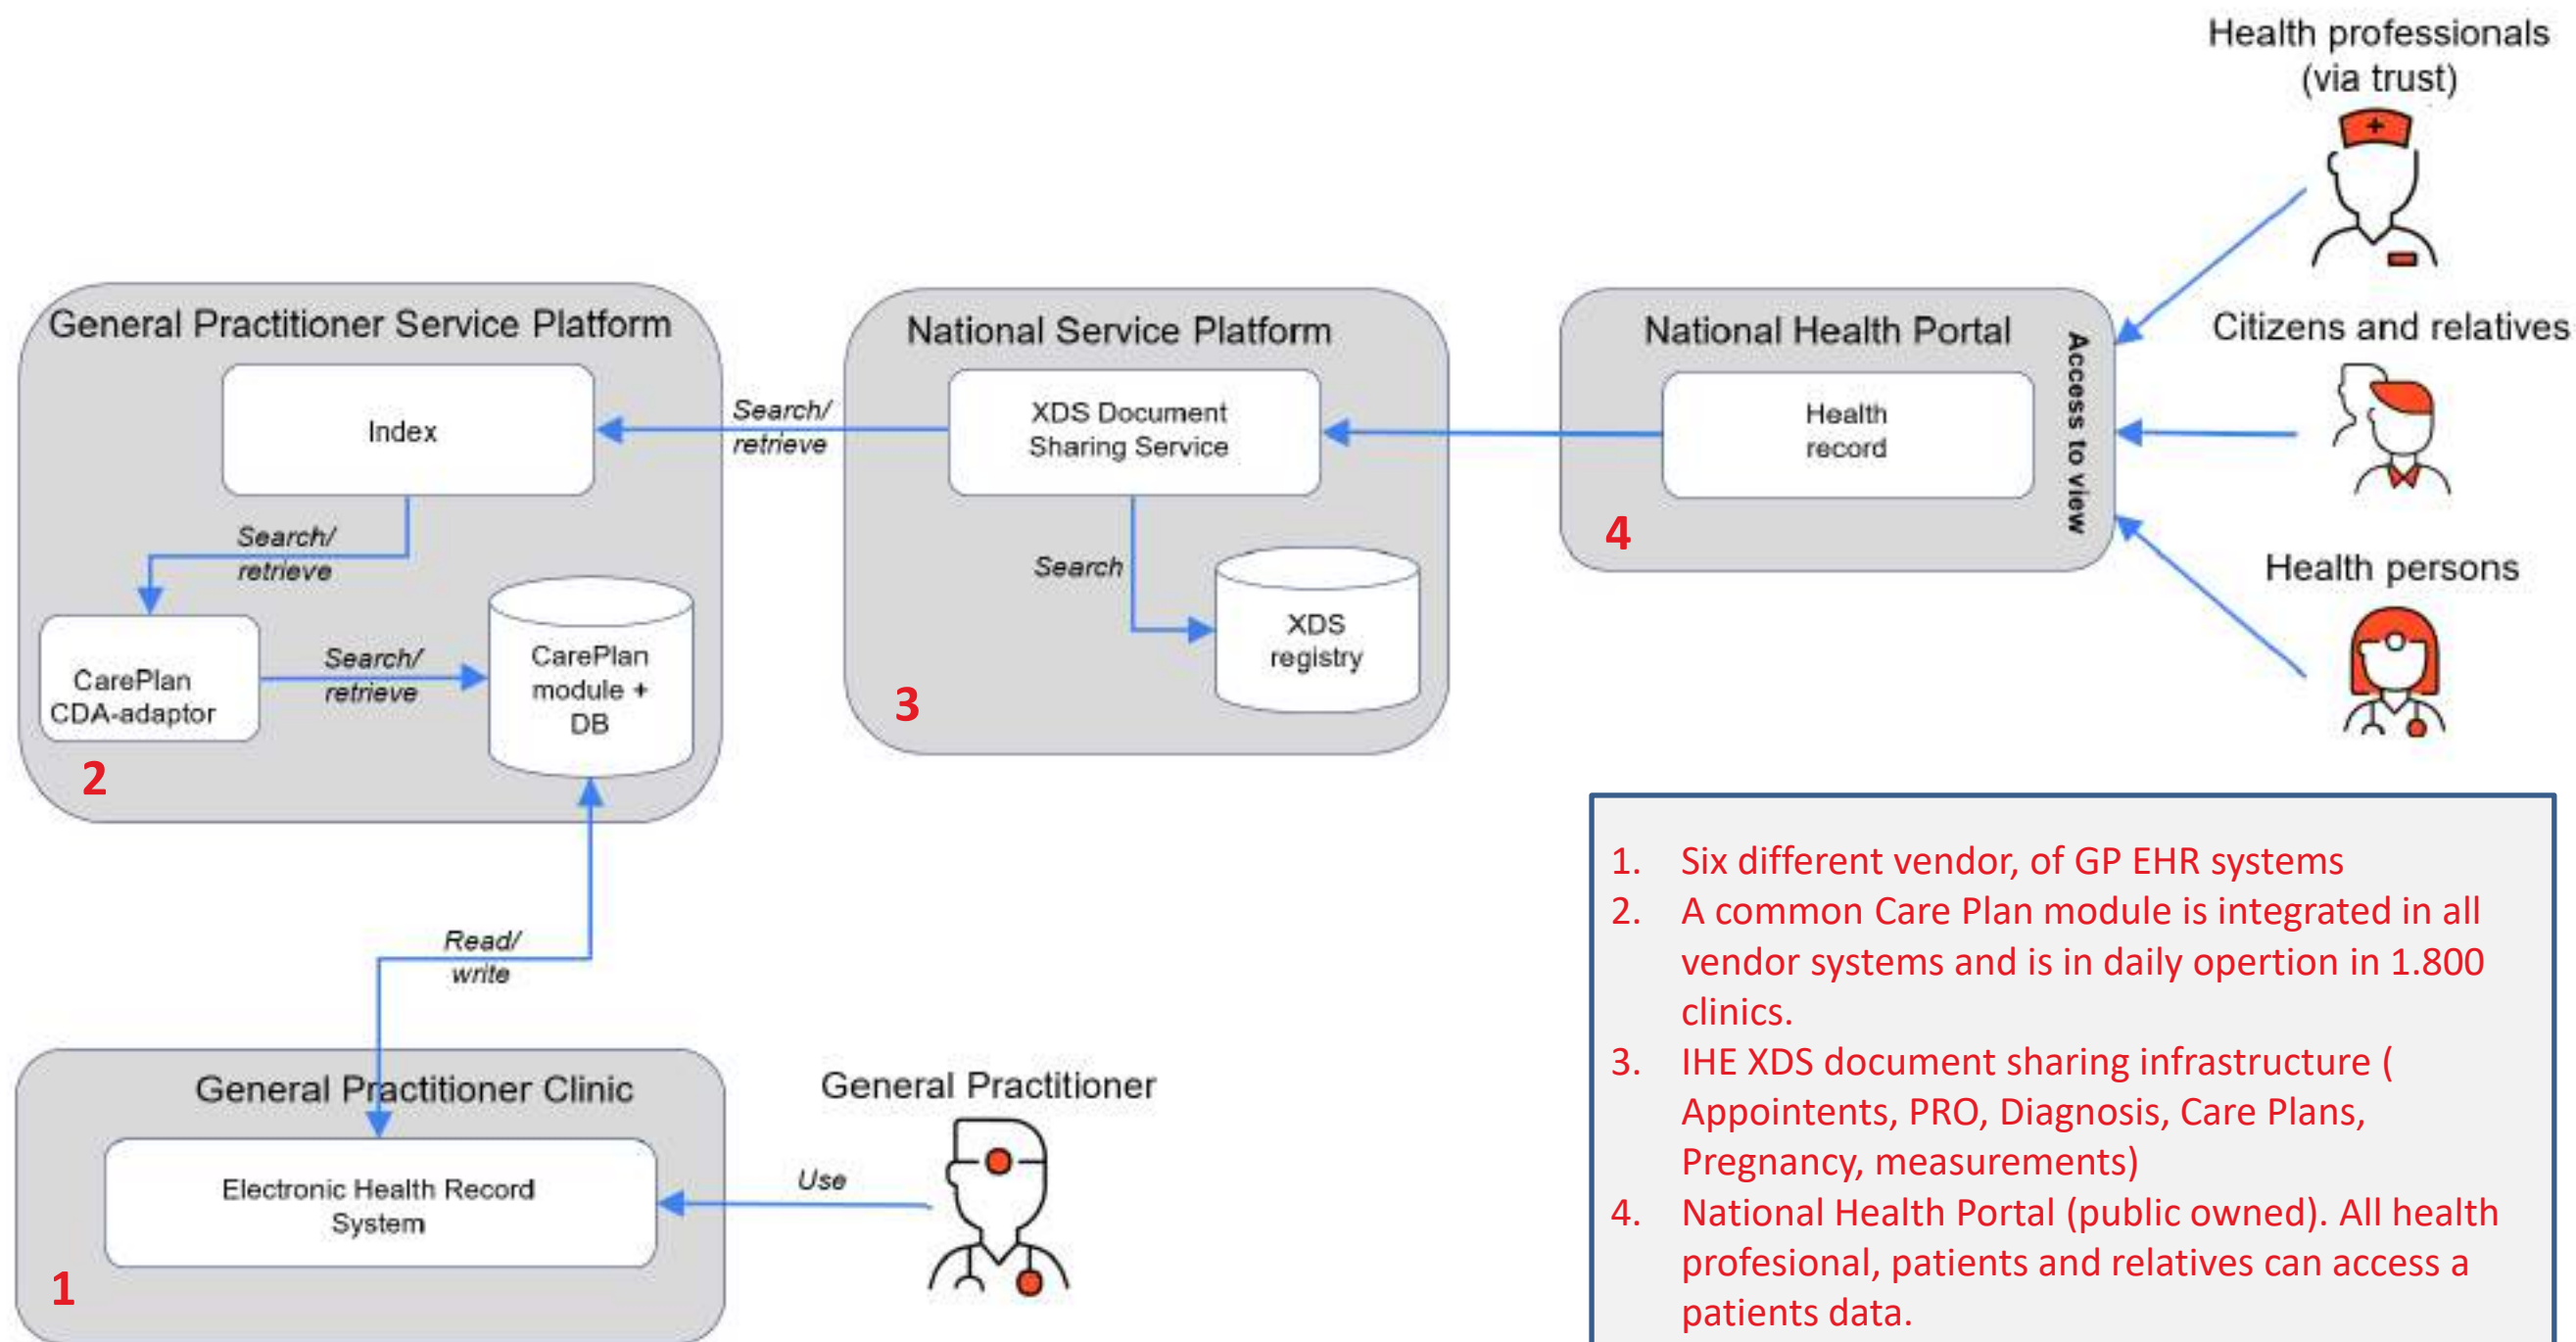 Health professionals
(via trust)
General Practitioner Service Platform
National Service Platform
National Health Portal
Citizens and relatives
Access to view
Index
Search/
retrieve
XDS Document
Sharing Service
Health
record
4
Search/
retrieve
Search
Health persons
CarePlan
CDA-adaptor
Search/
retrieve
CarePlan
module +
DB
XDS
registry
3
2
1. Six different vendor, of GP EHR systems
2. A common Care Plan module is integrated in all
vendor systems and is in daily opertion in 1.800
clinics.
3. IHE XDS document sharing infrastructure (
Appointents, PRO, Diagnosis, Care Plans,
Pregnancy, measurements)
4. National Health Portal (public owned). All health
profesional, patients and relatives can access a
patients data.
Read/
write
General Practitioner Clinic
General Practitioner
Electronic Health Record
System
Use
1